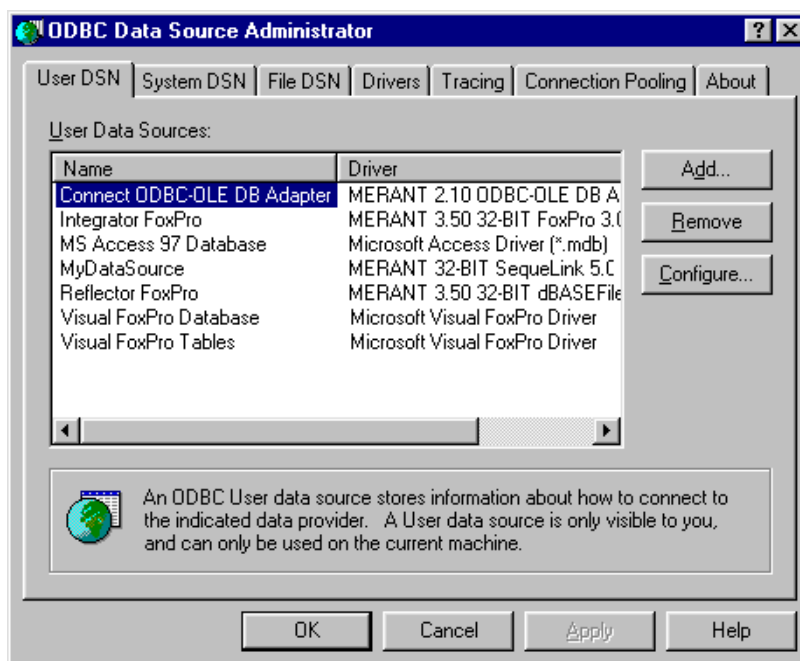 ODBC Data Source Administrator
User DSN System DSN File DSN Drivers Tracing Connection Pooling About
User Data Sources:
Name Driver
Connect ODBC-OLE DB Adapter MERANT 2.10 ODBC-OLE DB A
Integrator FoxPro MERANT 3.50 32-BIT FoxPro 3.0
MS Access 97 Database Microsoft Access Driver (*.mdb)
MyDataSource MERANT 32-BIT SequeLink 5.0
Reflector FoxPro MERANT 3.50 32-BIT dBASEFile
Visual FoxPro Database Microsoft Visual FoxPro Driver
Visual FoxPro Tables Microsoft Visual FoxPro Driver
Add...
Remove
Configure...
An ODBC User data source stores information about how to connect to
the indicated data provider. A User data source is only visible to you,
and can only be used on the current machine.
OK Cancel Apply Help